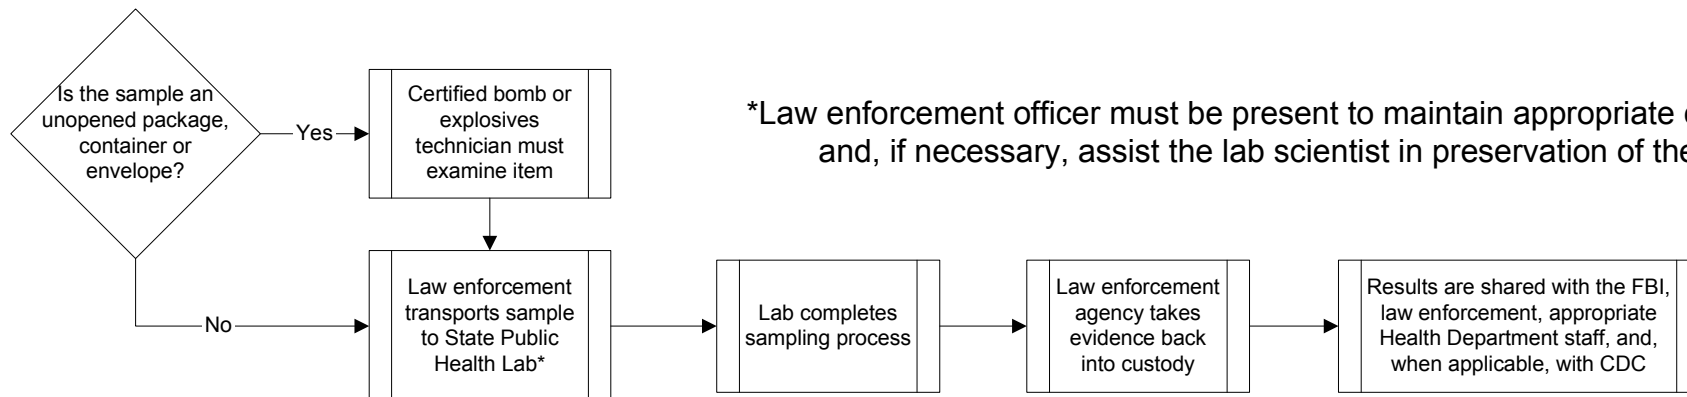 Is the sample an
unopened package,
container or
envelope?
Yes
Certified bomb or
explosives
technician must
examine item
*Law enforcement officer must be present to maintain appropriate
and, if necessary, assist the lab scientist in preservation of the
No
Law enforcement
transports sample
to State Public
Health Lab*
Lab completes
sampling process
Law enforcement
agency takes
evidence back
into custody
Results are shared with the FBI,
law enforcement, appropriate
Health Department staff, and,
when applicable, with CDC